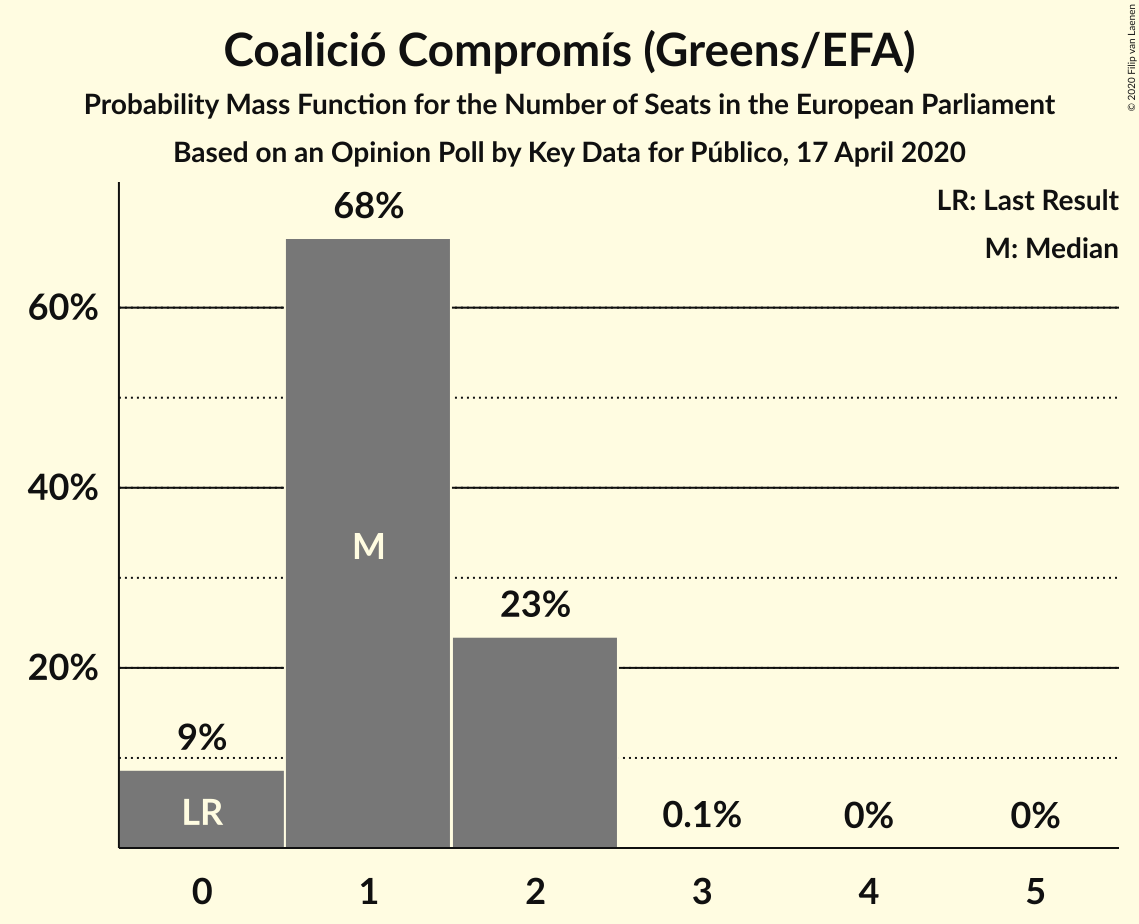 Coalició Compromís (Greens/EFA)
Probability Mass Function for the Number of Seats in the European Parliament
Based on an Opinion Poll by Key Data for Público, 17 April 2020
© 2020 Filip van Laenen
LR: Last Result
M: Median
68%
60%
40%
M
23%
20%
9%
LR
0.1%
0%
0%
0
1
2
3
4
5